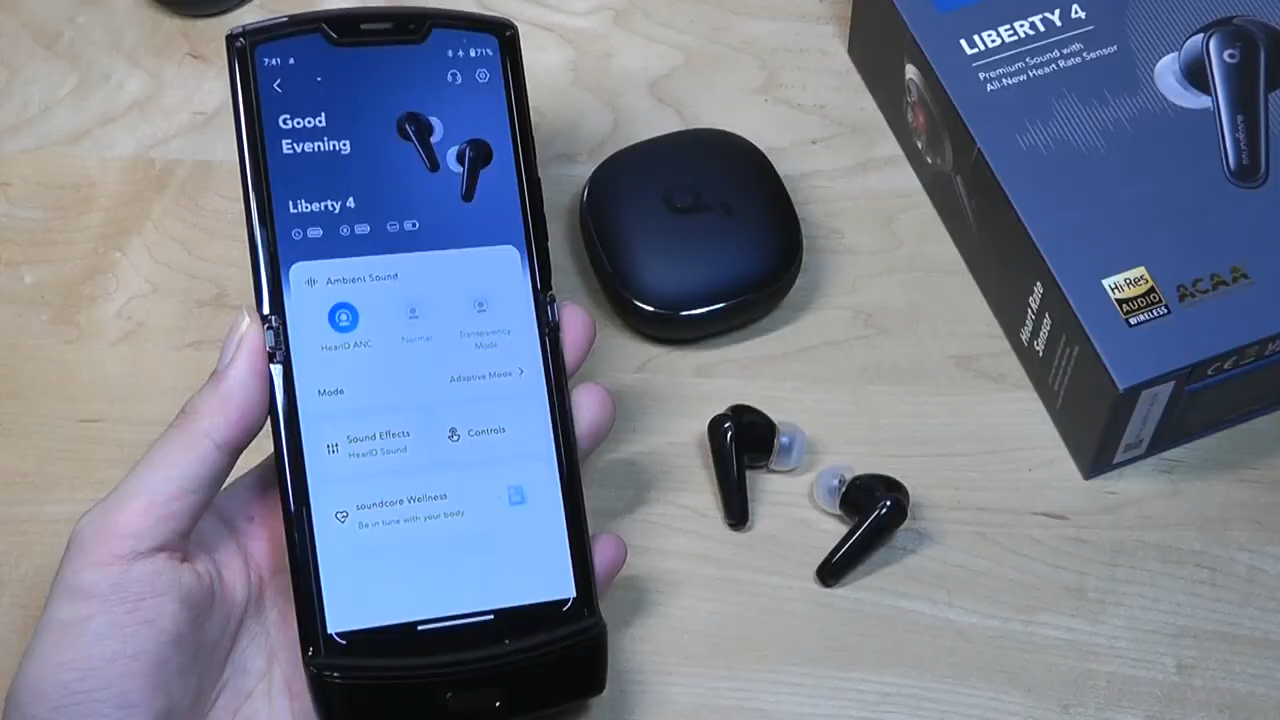 7:41
71%
Good
Evening
Liberty 4
Ambient Sound
HearID ANC
Normal
Transparency
Mode
Mode
Adaptive Mode
Sound Effects
HearID Sound
Controls
soundcore Wellness
Be in tune with your body
LIBERTY 4
Premium Sound with
All-New Heart Rate Sensor
soundcore
Hi-Res
AUDIO
WIRELESS
ACAA
Heart Rate
Sensor
CE